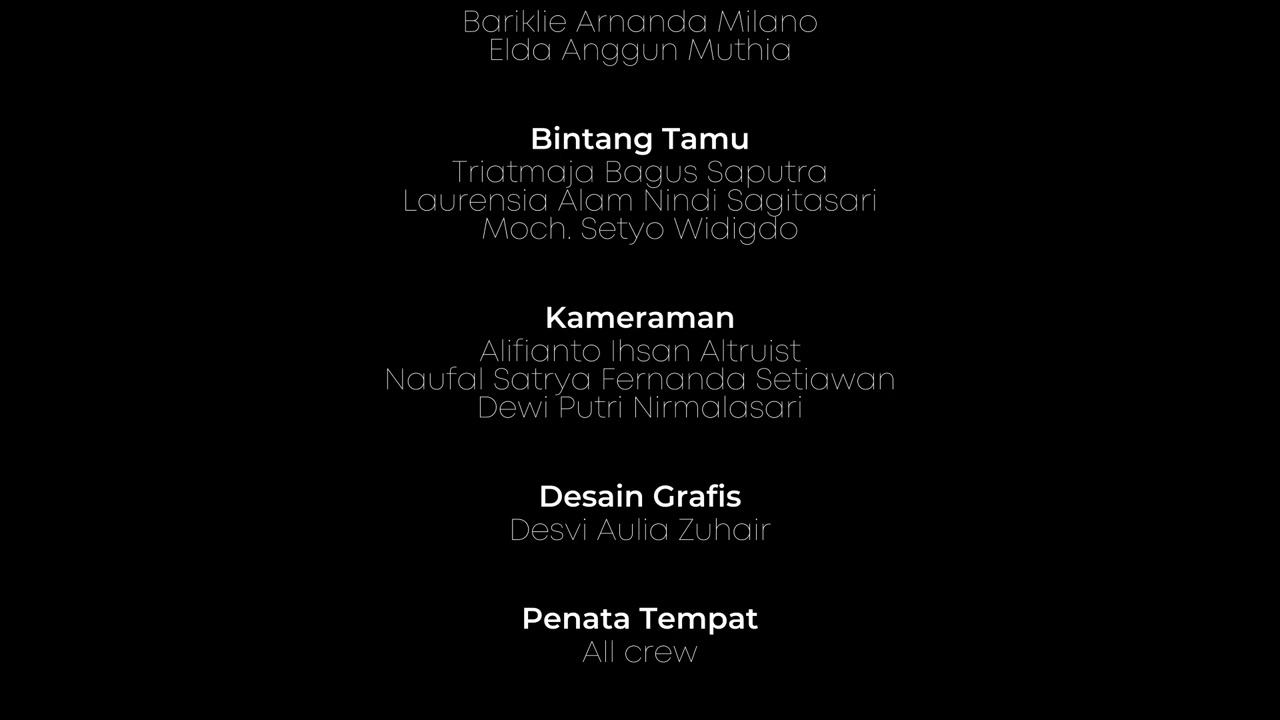 Bariklie Arnanda Milano
Elda Anggun Muthia
Bintang Tamu
Triatmaja Bagus Saputra
Laurensia Alam Nindi Sagitasari
Moch. Setyo Widigdo
Kameraman
Alifianto Ihsan Altruist
Naufal Satrya Fernanda Setiawan
Dewi Putri Nirmalasari
Desain Grafis
Desvi Aulia Zuhair
Penata Tempat
All crew